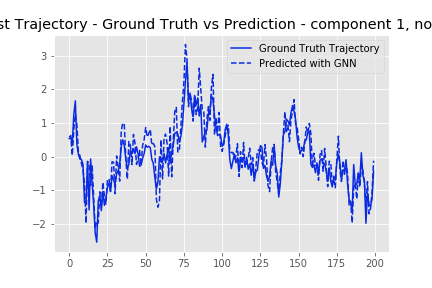 st Trajectory - Ground Truth vs Prediction - component 1, no
Ground Truth Trajectory
Predicted with GNN
3
2
1
0
−1
−2
0 25 50 75 100 125 150 175 200